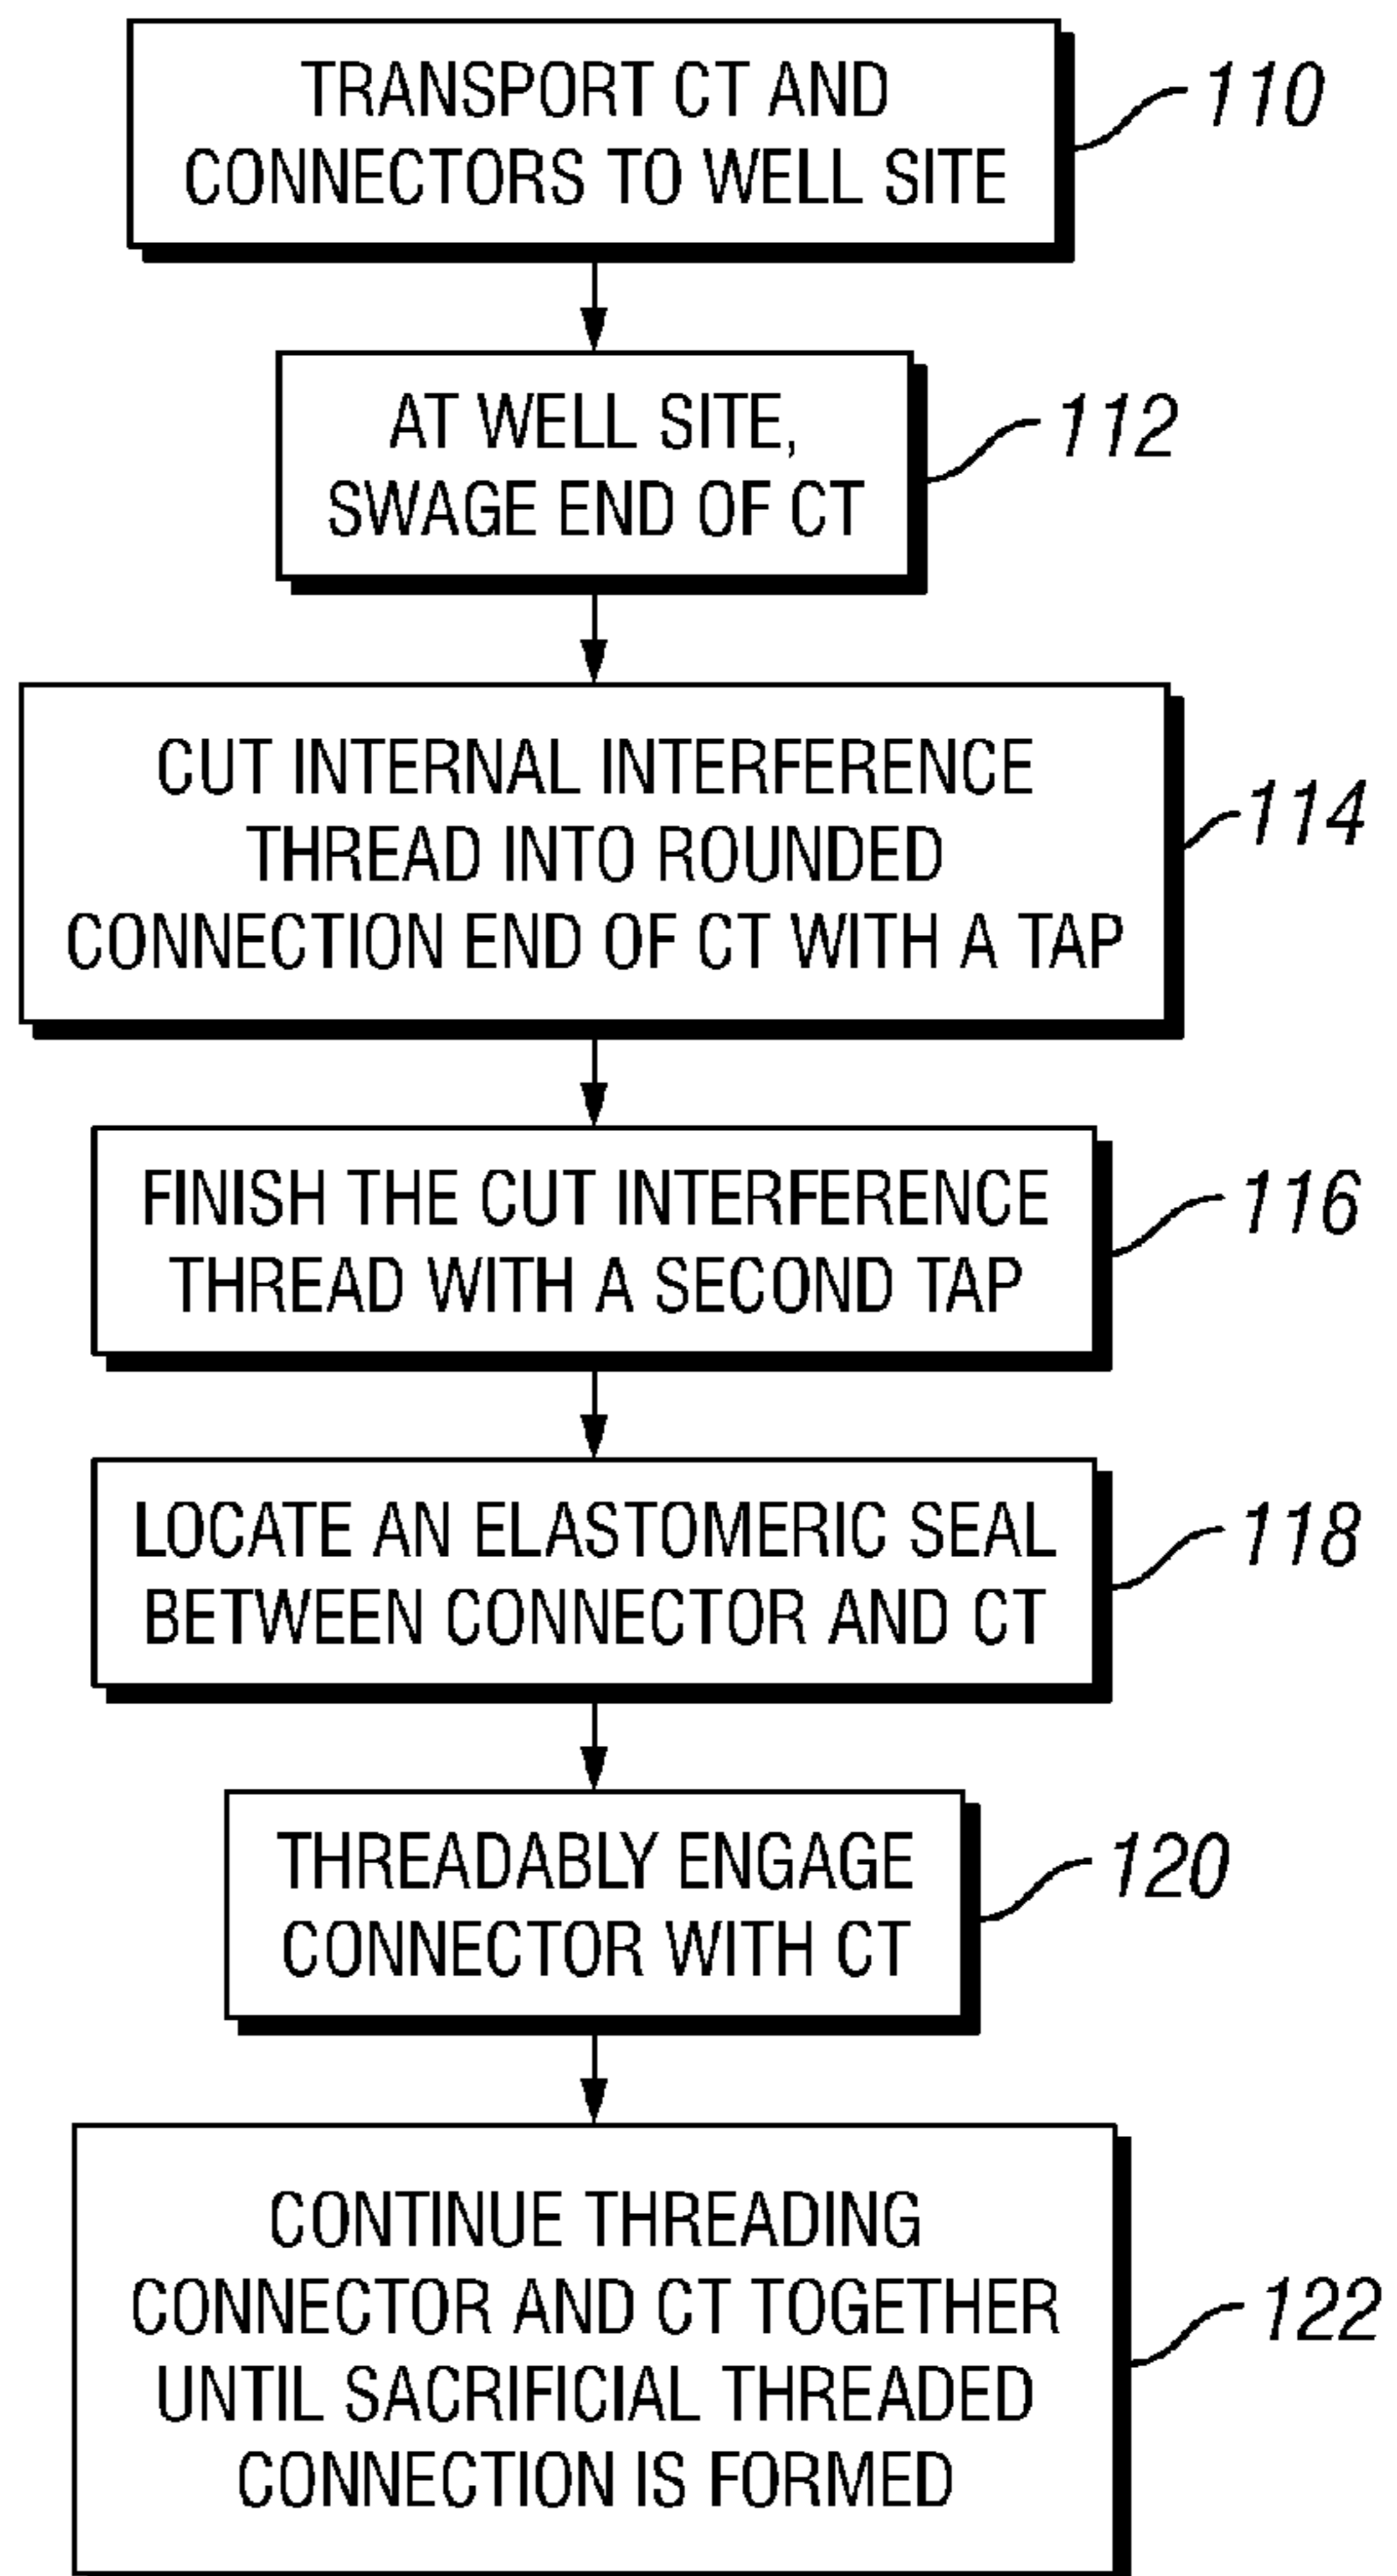 TRANSPORT CT AND
CONNECTORS TO WELL SITE
110
AT WELL SITE,
SWAGE END OF CT
112
CUT INTERNAL INTERFERENCE
THREAD INTO ROUNDED
CONNECTION END OF CT WITH A TAP
114
FINISH THE CUT INTERFERENCE
THREAD WITH A SECOND TAP
116
LOCATE AN ELASTOMERIC SEAL
BETWEEN CONNECTOR AND CT
118
THREADABLY ENGAGE
CONNECTOR WITH CT
120
CONTINUE THREADING
CONNECTOR AND CT TOGETHER
UNTIL SACRIFICIAL THREADED
CONNECTION IS FORMED
122